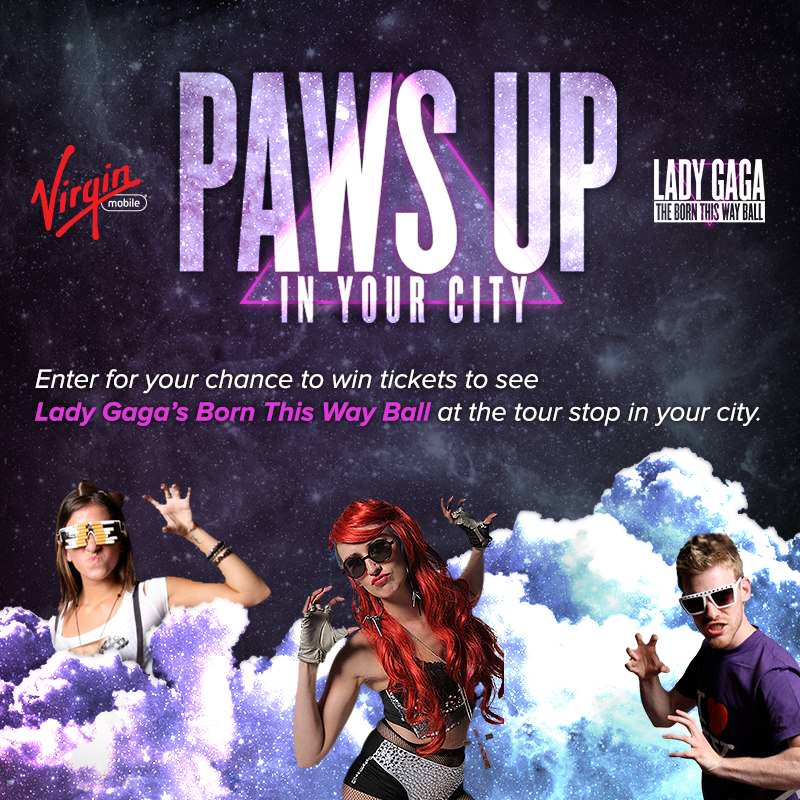 PAWS UP
IN YOUR CITY
Virgin
mobile
LADY GAGA
THE BORN THIS WAY BALL
Enter for your chance to win tickets to see
Lady Gaga's Born This Way Ball at the tour stop in your city.
I